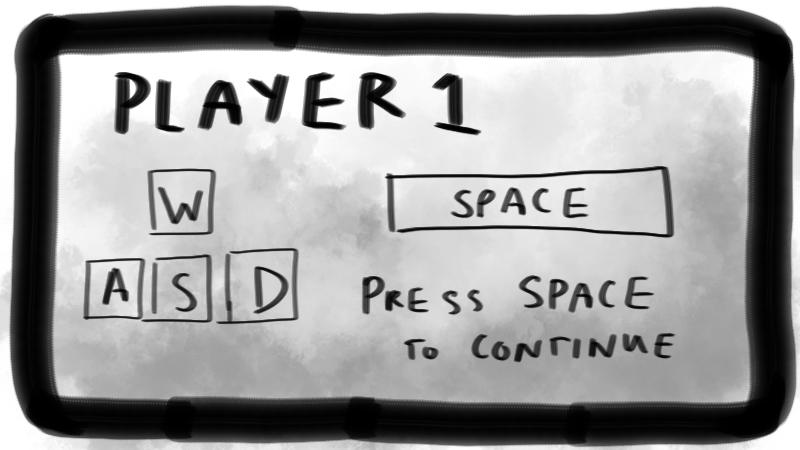 PLAYER 1
W
A S D
SPACE
PRESS SPACE
TO CONTINUE